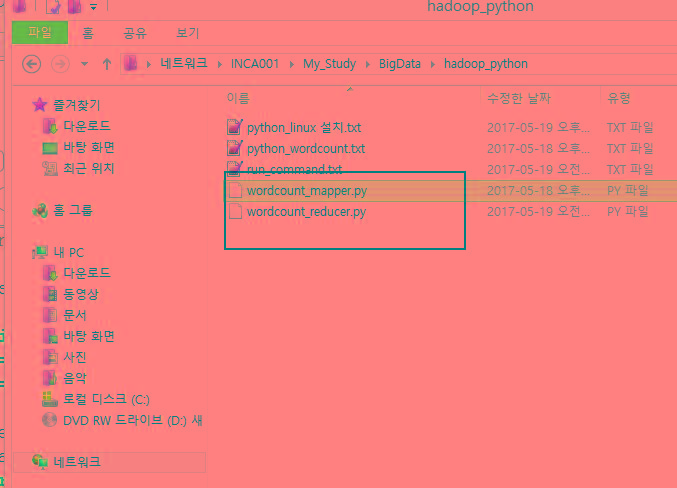 hadoop_python
파일 홈 공유 보기
네트워크 INCA001 My_Study BigData hadoop_python
이름 수정한 날짜 유형
즐겨찾기
다운로드
바탕 화면
최근 위치
홈 그룹
내 PC
다운로드
동영상
문서
바탕 화면
사진
음악
로컬 디스크 (C:)
DVD RW 드라이브 (D:) 새
네트워크
python_linux 설치.txt 2017-05-19 오후... TXT 파일
python_wordcount.txt 2017-05-18 오후... TXT 파일
run_command.txt 2017-05-19 오전... TXT 파일
wordcount_mapper.py 2017-05-18 오후... PY 파일
wordcount_reducer.py 2017-05-19 오전... PY 파일